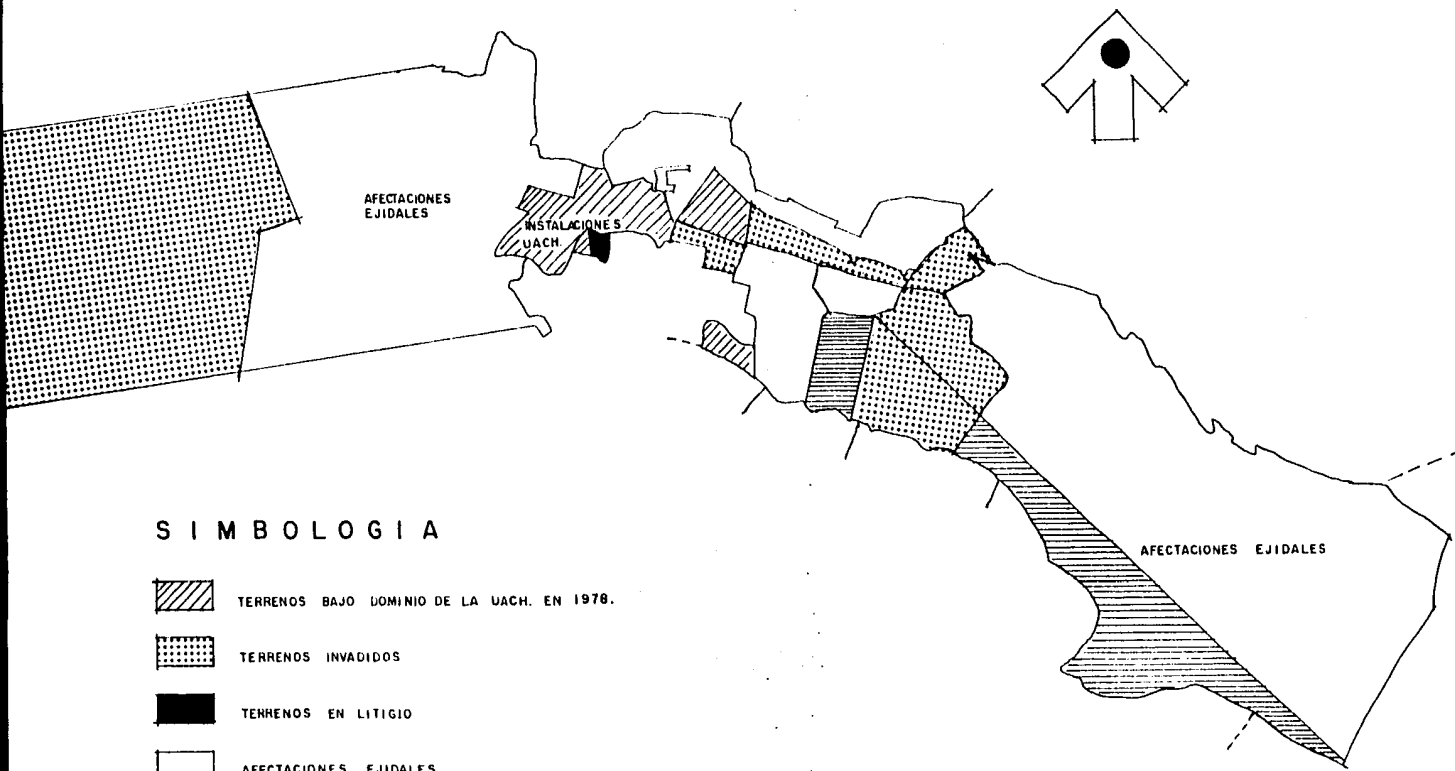 AFECTACIONES
EJIDALES
INSTALACIONES
UACH.
AFECTACIONES EJIDALES
SIMBOLOGIA
TERRENOS BAJO DOMINIO DE LA UACH. EN 1978.
TERRENOS INVADIDOS
TERRENOS EN LITIGIO
AFECTACIONES EJIDALES